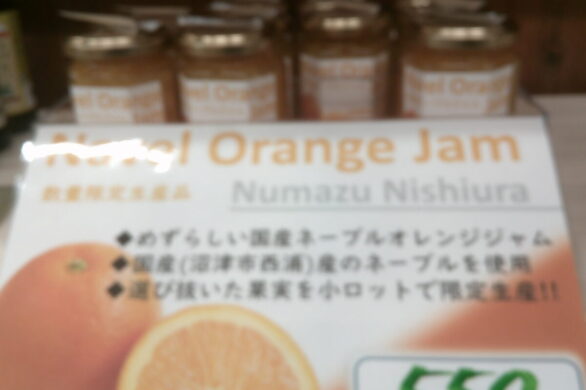 Navel Orange Jam
数量限定生産品
Numazu Nishiura
◆めずらしい国産ネーブルオレンジジャム
◆国産(沼津市西浦)産のネーブルを使用
◆選び抜いた果実を小ロットで限定生産!!
550